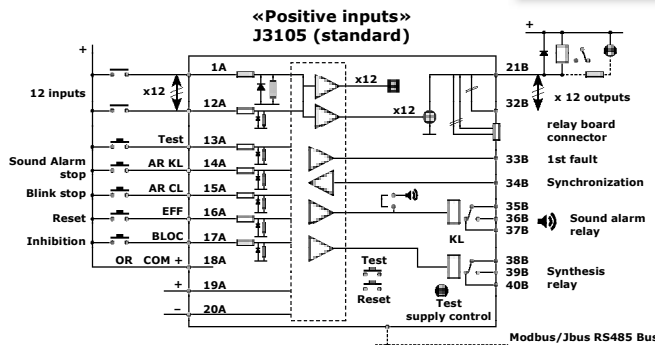 «Positive inputs»
J3105 (standard)
+
+
1A
x12
21B
12 inputs
x12
12A
x12
32B
x 12 outputs
relay board
connector
Test
13A
33B
1st fault
Sound Alarm
stop
AR KL
14A
34B
Synchronization
Blink stop
AR CL
15A
35B
Reset
EFF
16A
36B
Sound alarm
relay
37B
KL
Inhibition
BLOC
17A
OR COM +
18A
38B
39B
Synthesis
relay
40B
Test
Reset
+
19A
Test
supply control
–
20A
Modbus/Jbus RS485 Bus